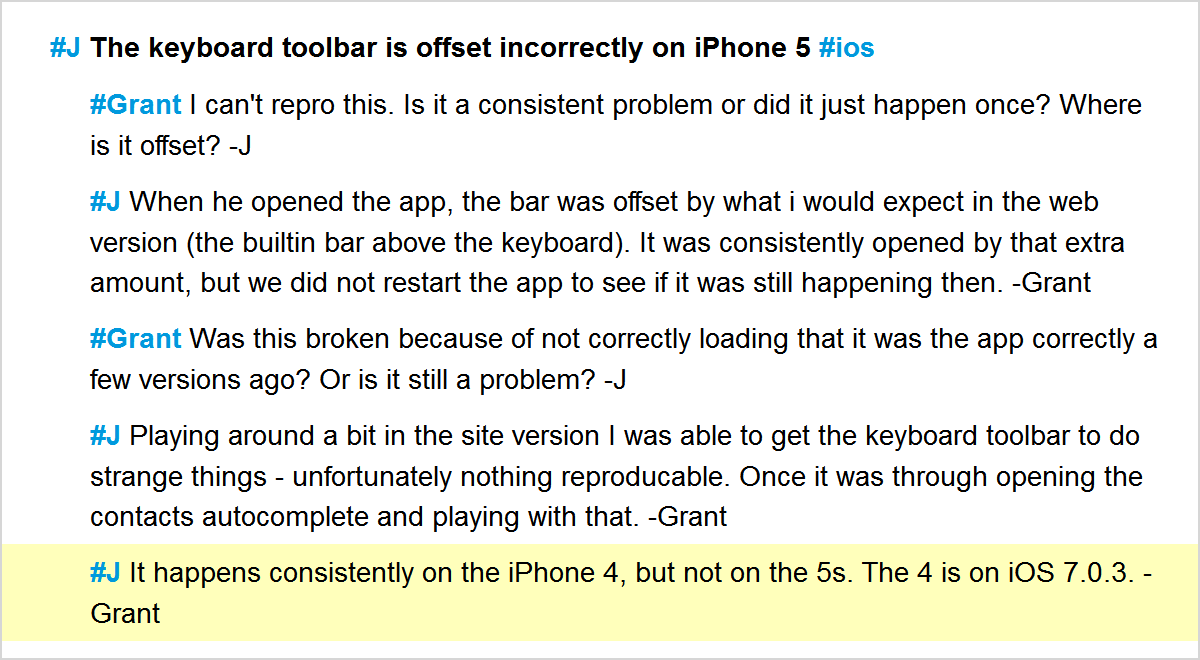 #J The keyboard toolbar is offset incorrectly on iPhone 5 #ios
#Grant I can't repro this. Is it a consistent problem or did it just happen once? Where
is it offset? -J
#J When he opened the app, the bar was offset by what i would expect in the web
version (the builtin bar above the keyboard). It was consistently opened by that extra
amount, but we did not restart the app to see if it was still happening then. -Grant
#Grant Was this broken because of not correctly loading that it was the app correctly a
few versions ago? Or is it still a problem? -J
#J Playing around a bit in the site version I was able to get the keyboard toolbar to do
strange things - unfortunately nothing reproducable. Once it was through opening the
contacts autocomplete and playing with that. -Grant
#J It happens consistently on the iPhone 4, but not on the 5s. The 4 is on iOS 7.0.3. -
Grant